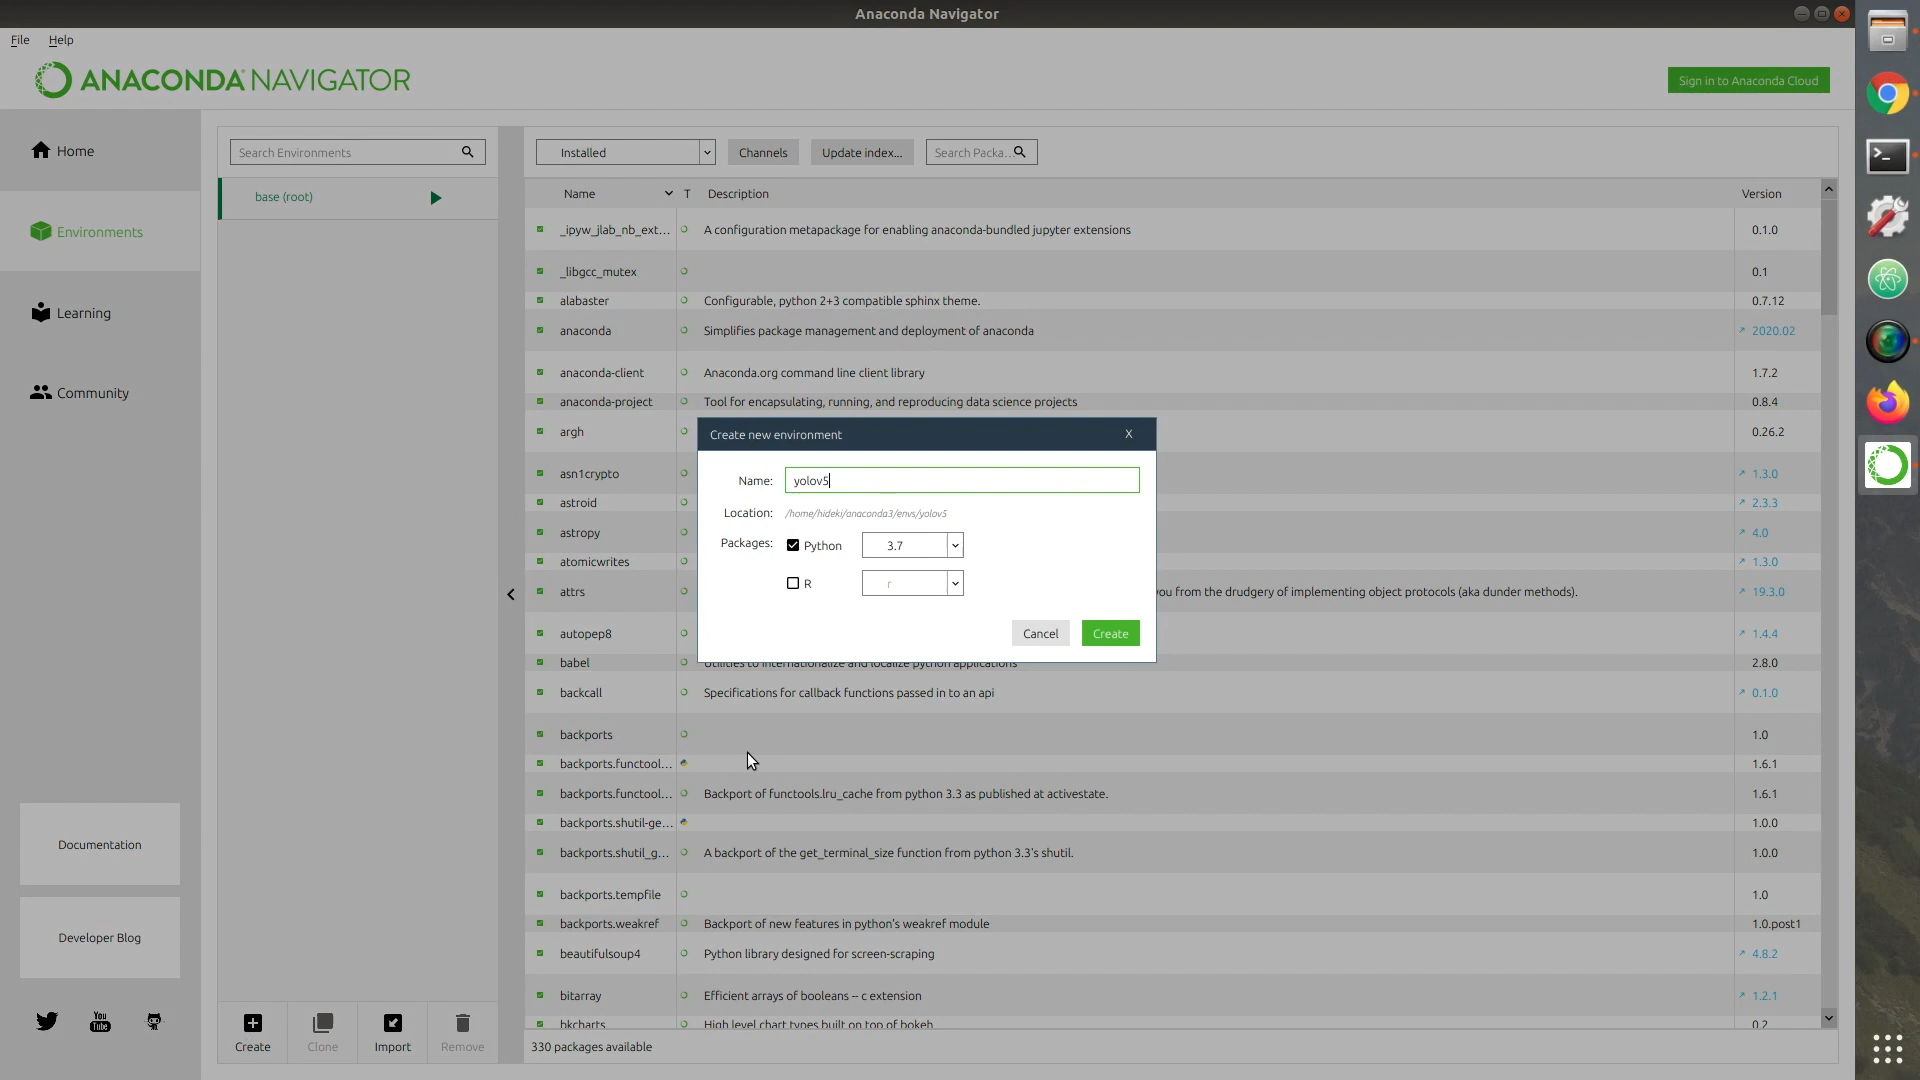 Anaconda Navigator
File Help
ANACONDA NAVIGATOR
Sign in to Anaconda Cloud
Home
Environments
Learning
Community
Documentation
Developer Blog
You Tube
Search Environments
base (root)
Create Clone Import Remove
Installed Channels Update index... Search Packa...
Name T Description Version
_ipyw_jlab_nb_ext... A configuration metapackage for enabling anaconda-bundled jupyter extensions 0.1.0
_libgcc_mutex 0.1
alabaster Configurable, python 2+3 compatible sphinx theme. 0.7.12
anaconda Simplifies package management and deployment of anaconda 2020.02
anaconda-client Anaconda.org command line client library 1.7.2
anaconda-project Tool for encapsulating, running, and reproducing data science projects 0.8.4
argh 0.26.2
asn1crypto 1.3.0
astroid 2.3.3
astropy 4.0
atomicwrites 1.3.0
attrs you from the drudgery of implementing object protocols (aka dunder methods). 19.3.0
autopep8 1.4.4
babel Utilities to internationalize and localize python applications 2.8.0
backcall Specifications for callback functions passed in to an api 0.1.0
backports 1.0
backports.functool... 1.6.1
backports.functool... Backport of functools.lru_cache from python 3.3 as published at activestate. 1.6.1
backports.shutil-ge... 1.0.0
backports.shutil_g... A backport of the get_terminal_size function from python 3.3's shutil. 1.0.0
backports.tempfile 1.0
backports.weakref Backport of new features in python's weakref module 1.0.post1
beautifulsoup4 Python library designed for screen-scraping 4.8.2
bitarray Efficient arrays of booleans -- c extension 1.2.1
bkcharts High level chart types built on top of bokeh 0.2
330 packages available
Create new environment X
Name: yolov5
Location: /home/hideki/anaconda3/envs/yolov5
Packages: Python 3.7
R r
Cancel Create